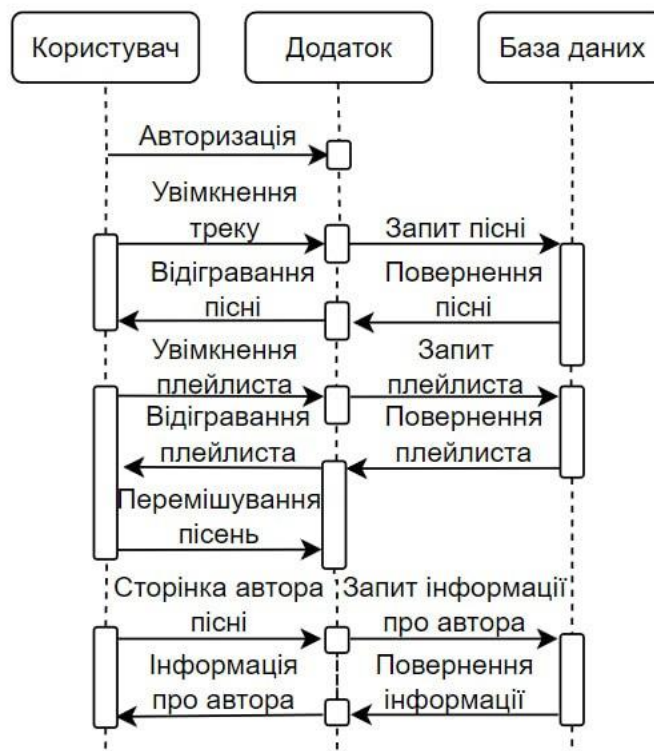 Користувач
Додаток
База даних
Авторизація
Увімкнення
треку
Запит пісні
Відігравання
пісні
Повернення
пісні
Увімкнення
плейлиста
Запит
плейлиста
Відігравання
плейлиста
Повернення
плейлиста
Перемішування
пісень
Сторінка автора
пісні
Запит інформації
про автора
Інформація
про автора
Повернення
інформації